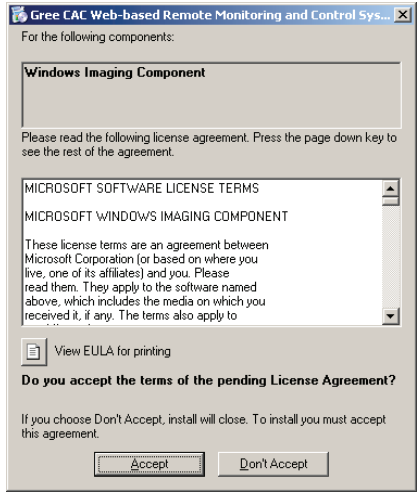 Gree CAC Web-based Remote Monitoring and Control Sys...
For the following components:
Windows Imaging Component
Please read the following license agreement. Press the page down key to
see the rest of the agreement.
MICROSOFT SOFTWARE LICENSE TERMS
MICROSOFT WINDOWS IMAGING COMPONENT
These license terms are an agreement between
Microsoft Corporation (or based on where you
live, one of its affiliates) and you. Please
read them. They apply to the software named
above, which includes the media on which you
received it, if any. The terms also apply to
View EULA for printing
Do you accept the terms of the pending License Agreement?
If you choose Don't Accept, install will close. To install you must accept
this agreement.
Accept
Don't Accept